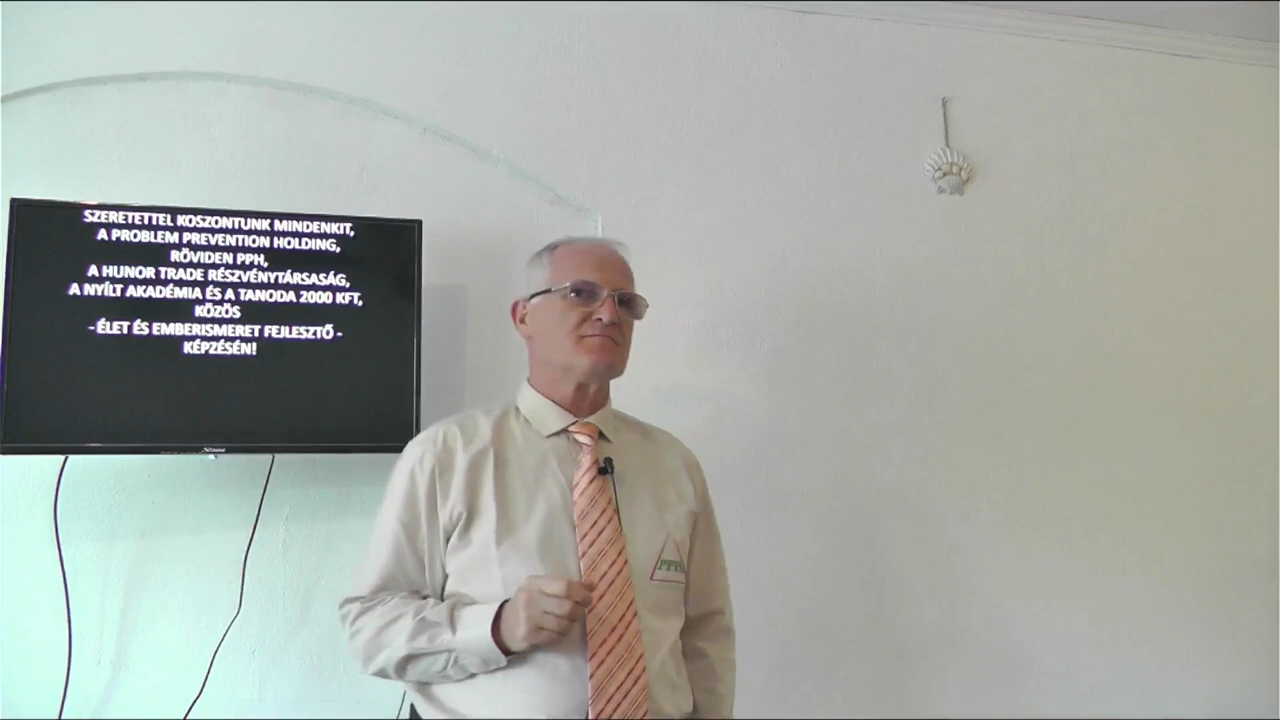 SZERETETTEL KOSZONTUNK MINDENKIT,
A PROBLEM PREVENTION HOLDING,
RÖVIDEN PPH,
A HUNOR TRADE RÉSZVÉNYTÁRSASÁG,
A NYÍLT AKADÉMIA ÉS A TANODA 2000 KFT,
KÖZÖS
- ÉLET ÉS EMBERISMERET FEJLESZTŐ -
KÉPZÉSÉN!